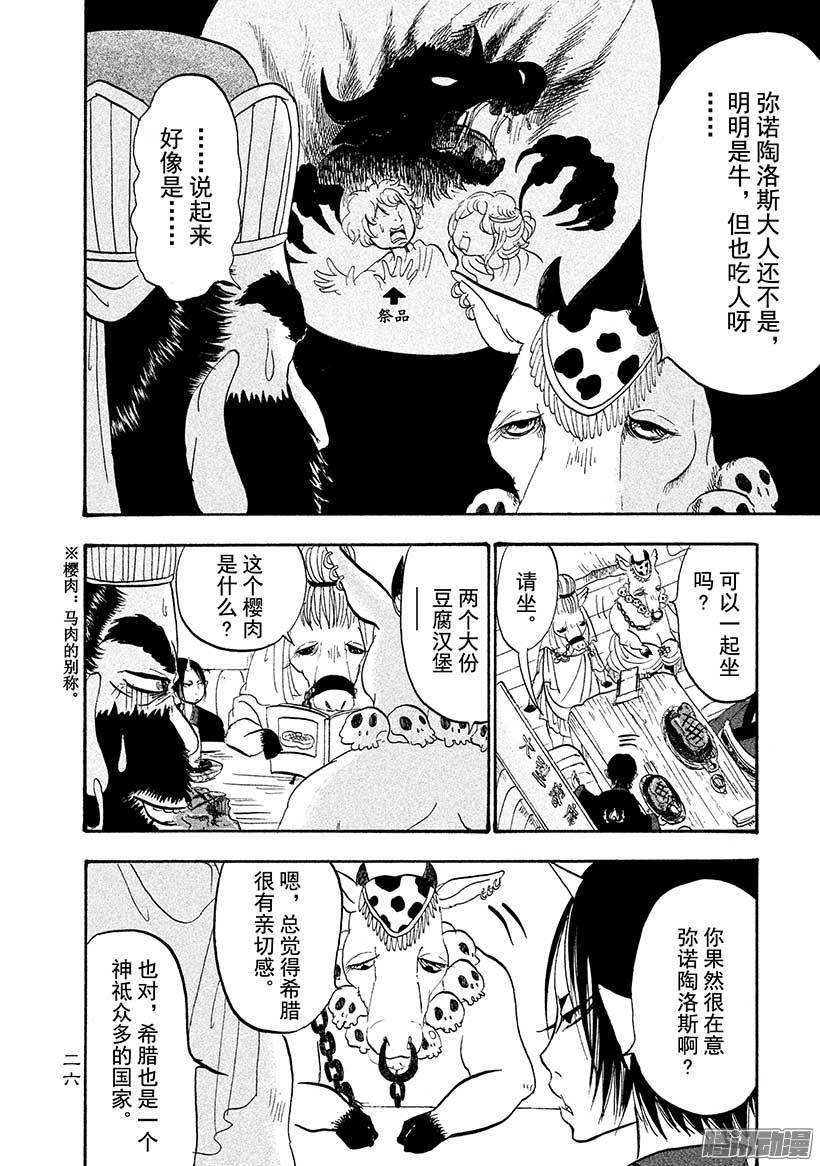 弥诺陶洛斯大人还不是，
明明是牛，但也吃人呀
……
祭品
……说起来
好像是……
可以一起坐
吗？
请坐。
两个大份
豆腐汉堡
——
这个樱肉
是什么？
※樱肉：马肉的别称。
你果然很在意
弥诺陶洛斯啊？
嗯，总觉得希腊
很有亲切感。
也对，希腊也是一个
神祗众多的国家。
二六
腾讯动漫